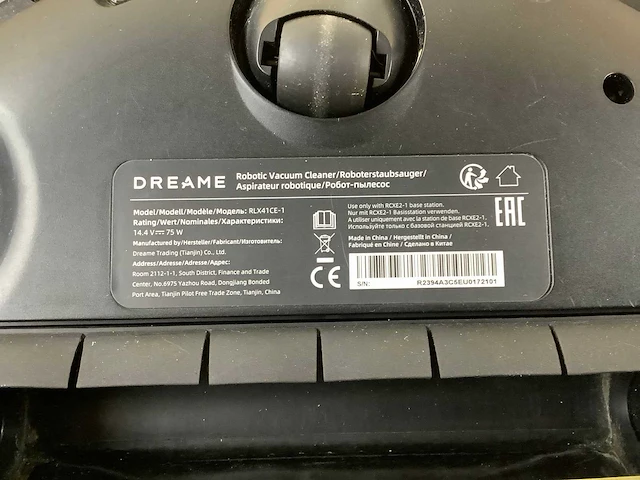 DREAME
Robotic Vacuum Cleaner/Roboterstaubsauger/
Aspirateur robotique/Робот-пылесос
Model/Modell/Modèle/Модель: RLX41CE-1
Rating/Wert/Nominales/Характеристики:
14.4 V⎓ 75 W
Manufactured by/Hersteller/Fabricant/Изготовитель:
Dreame Trading (Tianjin) Co., Ltd.
Address/Adresse/Adresse/Адрес:
Room 2112-1-1, South District, Finance and Trade
Center, No.6975 Yazhou Road, Dongjiang Bonded
Port Area, Tianjin Pilot Free Trade Zone, Tianjin, China
Use only with RCXE2-1 base station.
Nur mit RCXE2-1 Basisstation verwenden.
Utiliser uniquement avec la station de base RCXE2-1.
Используйте только с базовой станцией RCXE2-1.
Made in China / Hergestellt in China /
Fabriqué en Chine / Сделано в Китае
EAC
CE
S/N: R2394A3C5EU0172101